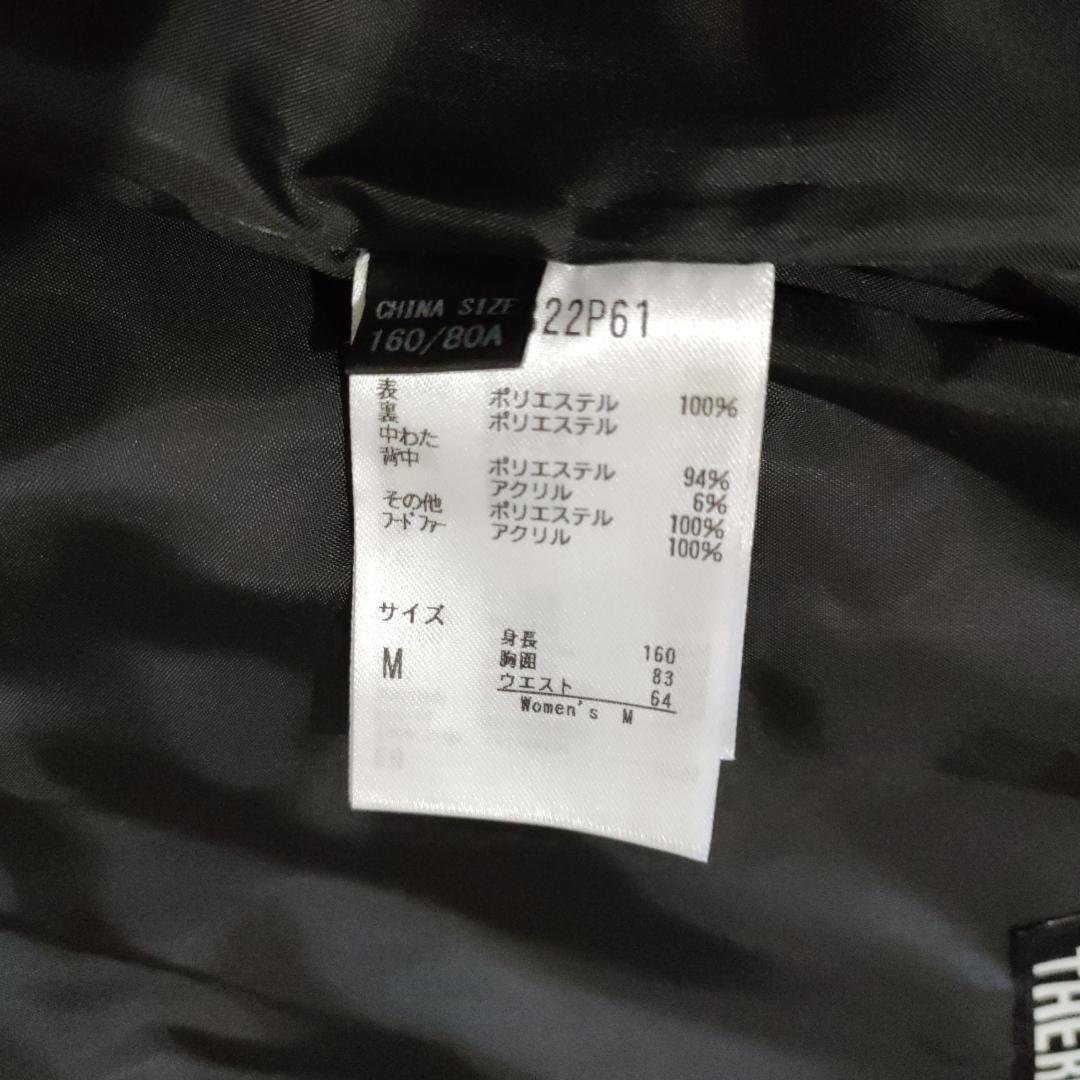 CHINA SIZE
160/80A
22P61
表 ポリエステル 100%
裏 ポリエステル
中わた
背中 ポリエステル 94%
アクリル 6%
その他 ポリエステル 100%
フードファー アクリル 100%
サイズ
M
身長 160
胸囲 83
ウエスト 64
Women's M